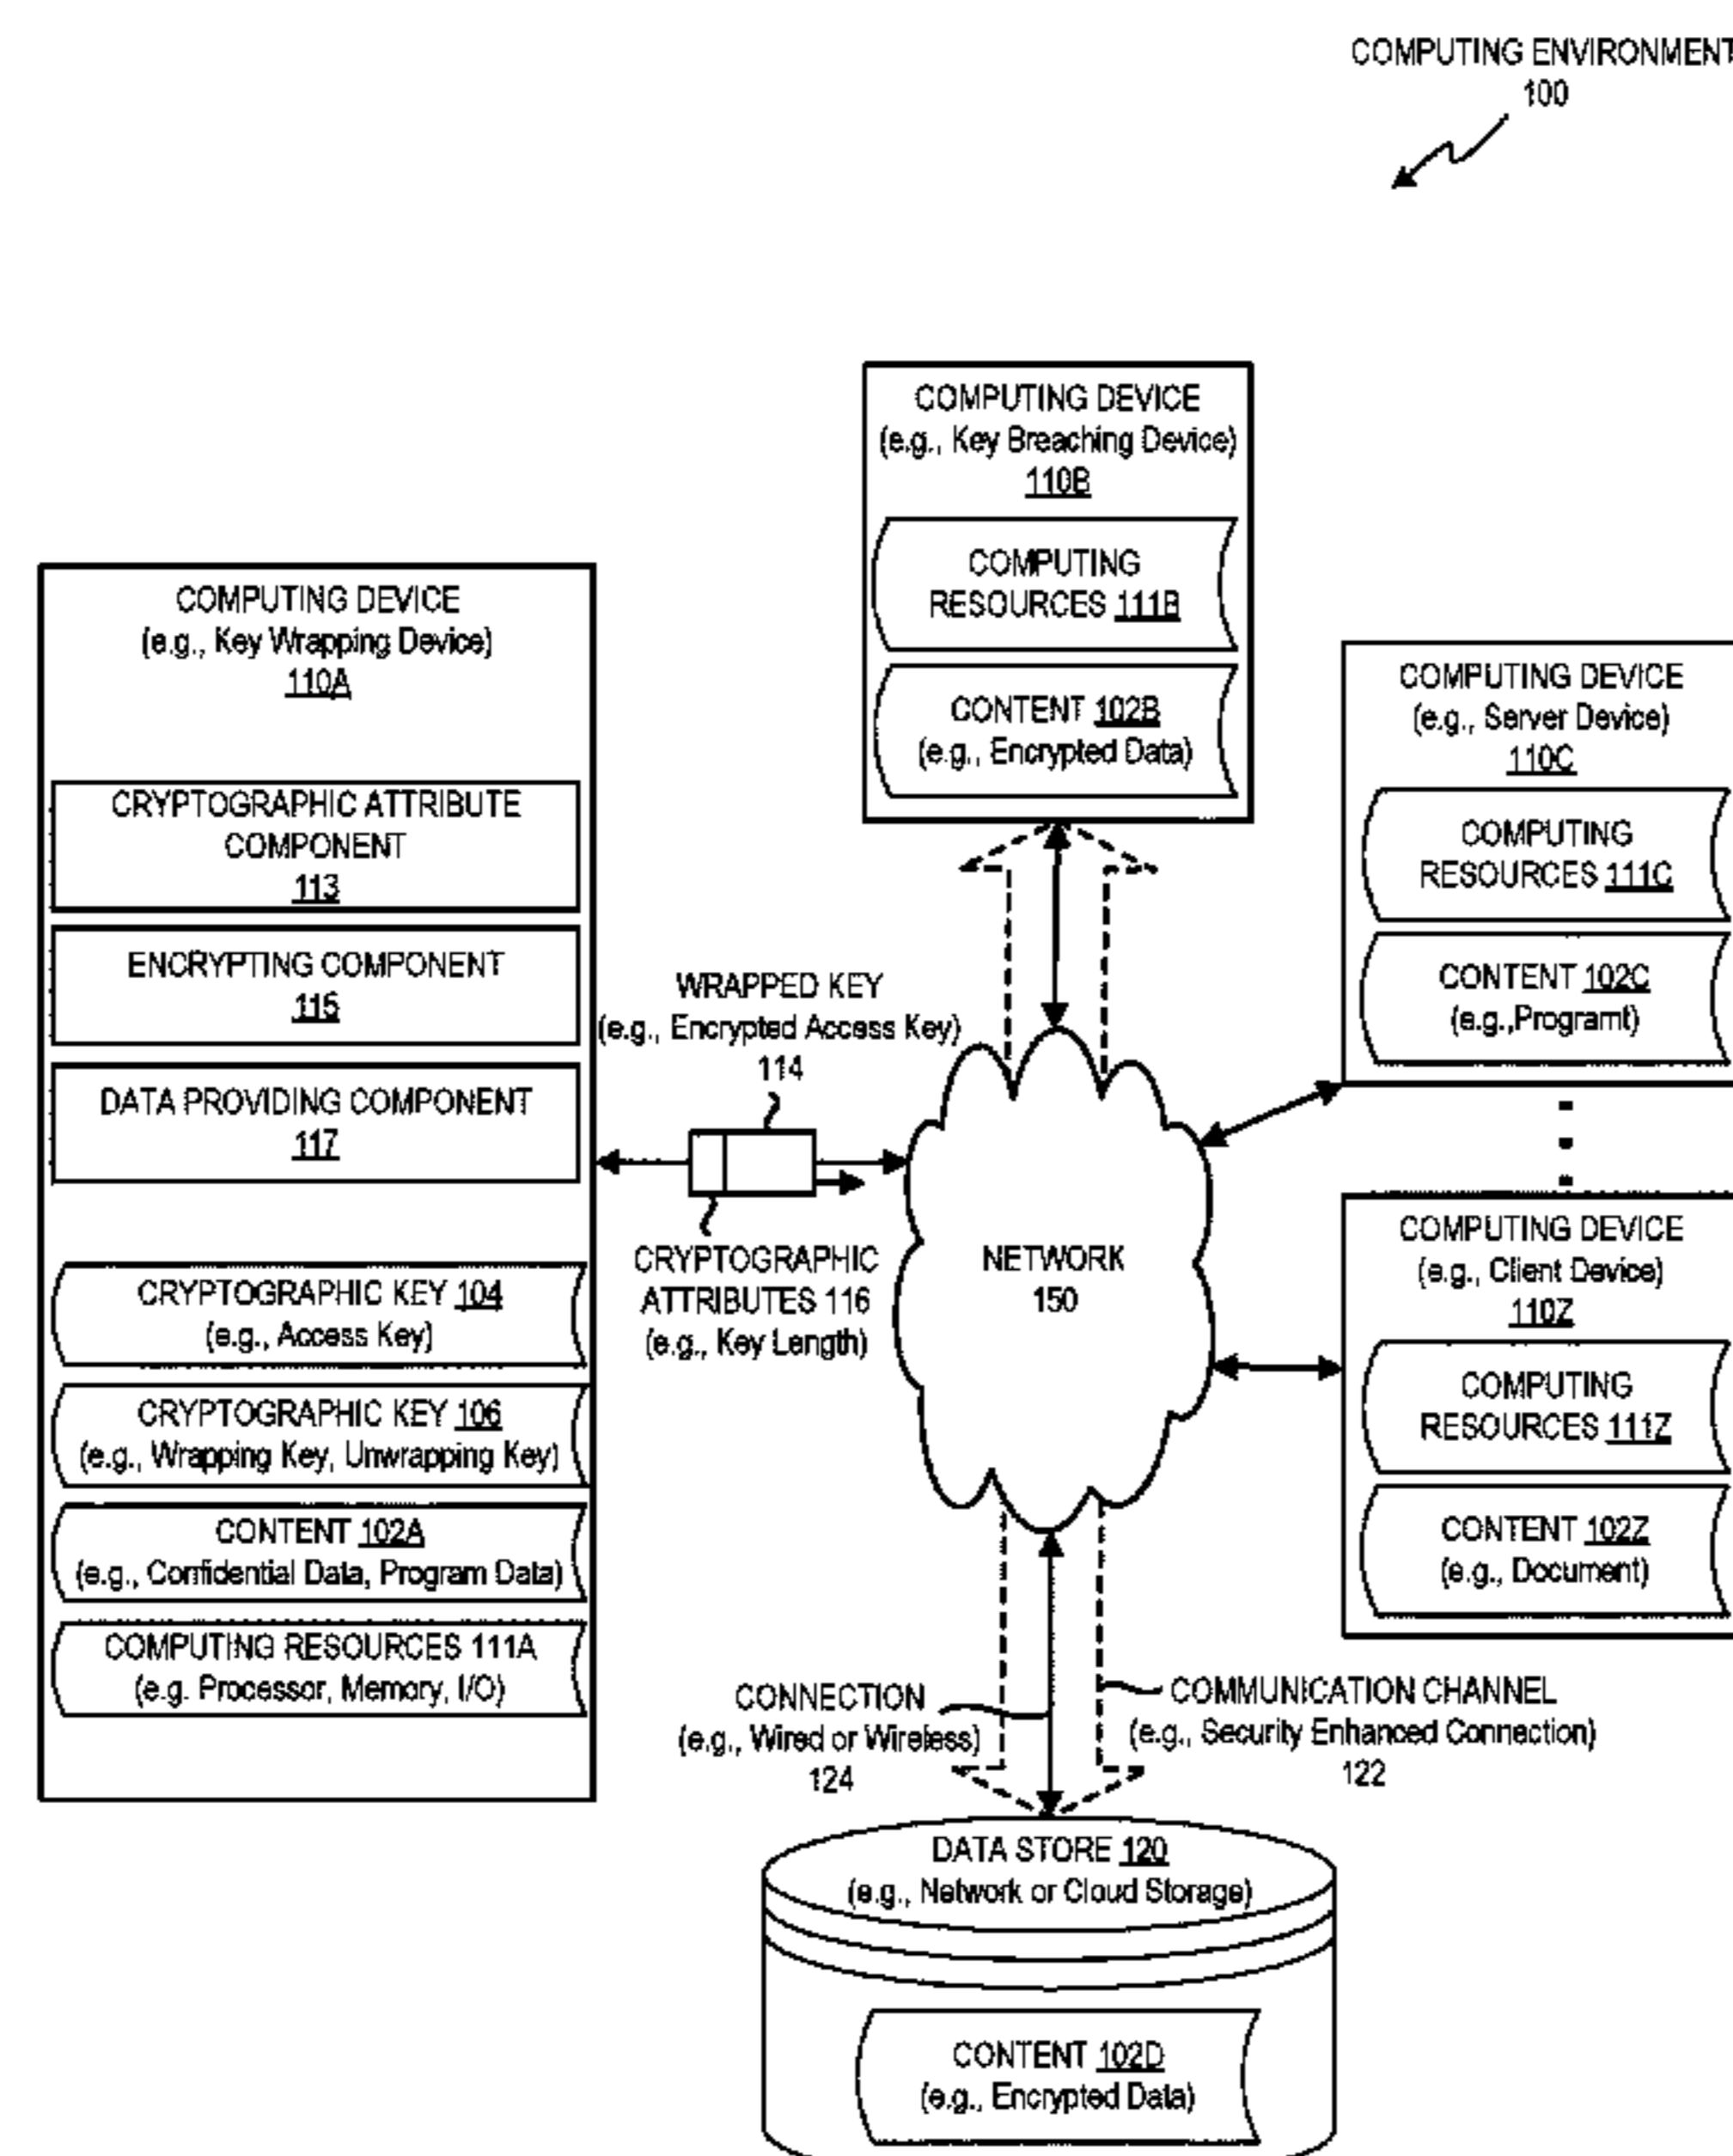 COMPUTING ENVIRONMENT
100
COMPUTING DEVICE
(e.g., Key Breaching Device)
110B
COMPUTING
RESOURCES 111B
CONTENT 102B
(e.g., Encrypted Data)
COMPUTING DEVICE
(e.g., Key Wrapping Device)
110A
CRYPTOGRAPHIC ATTRIBUTE
COMPONENT
113
ENCRYPTING COMPONENT
115
DATA PROVIDING COMPONENT
117
CRYPTOGRAPHIC KEY 104
(e.g., Access Key)
CRYPTOGRAPHIC KEY 106
(e.g., Wrapping Key, Unwrapping Key)
CONTENT 102A
(e.g., Confidential Data, Program Data)
COMPUTING RESOURCES 111A
(e.g. Processor, Memory, I/O)
WRAPPED KEY
(e.g., Encrypted Access Key)
114
CRYPTOGRAPHIC
ATTRIBUTES 116
(e.g., Key Length)
NETWORK
150
COMPUTING DEVICE
(e.g., Server Device)
110C
COMPUTING
RESOURCES 111C
CONTENT 102C
(e.g.,Programt)
COMPUTING DEVICE
(e.g., Client Device)
110Z
COMPUTING
RESOURCES 111Z
CONTENT 102Z
(e.g., Document)
CONNECTION
(e.g., Wired or Wireless)
124
COMMUNICATION CHANNEL
(e.g., Security Enhanced Connection)
122
DATA STORE 120
(e.g., Network or Cloud Storage)
CONTENT 102D
(e.g., Encrypted Data)